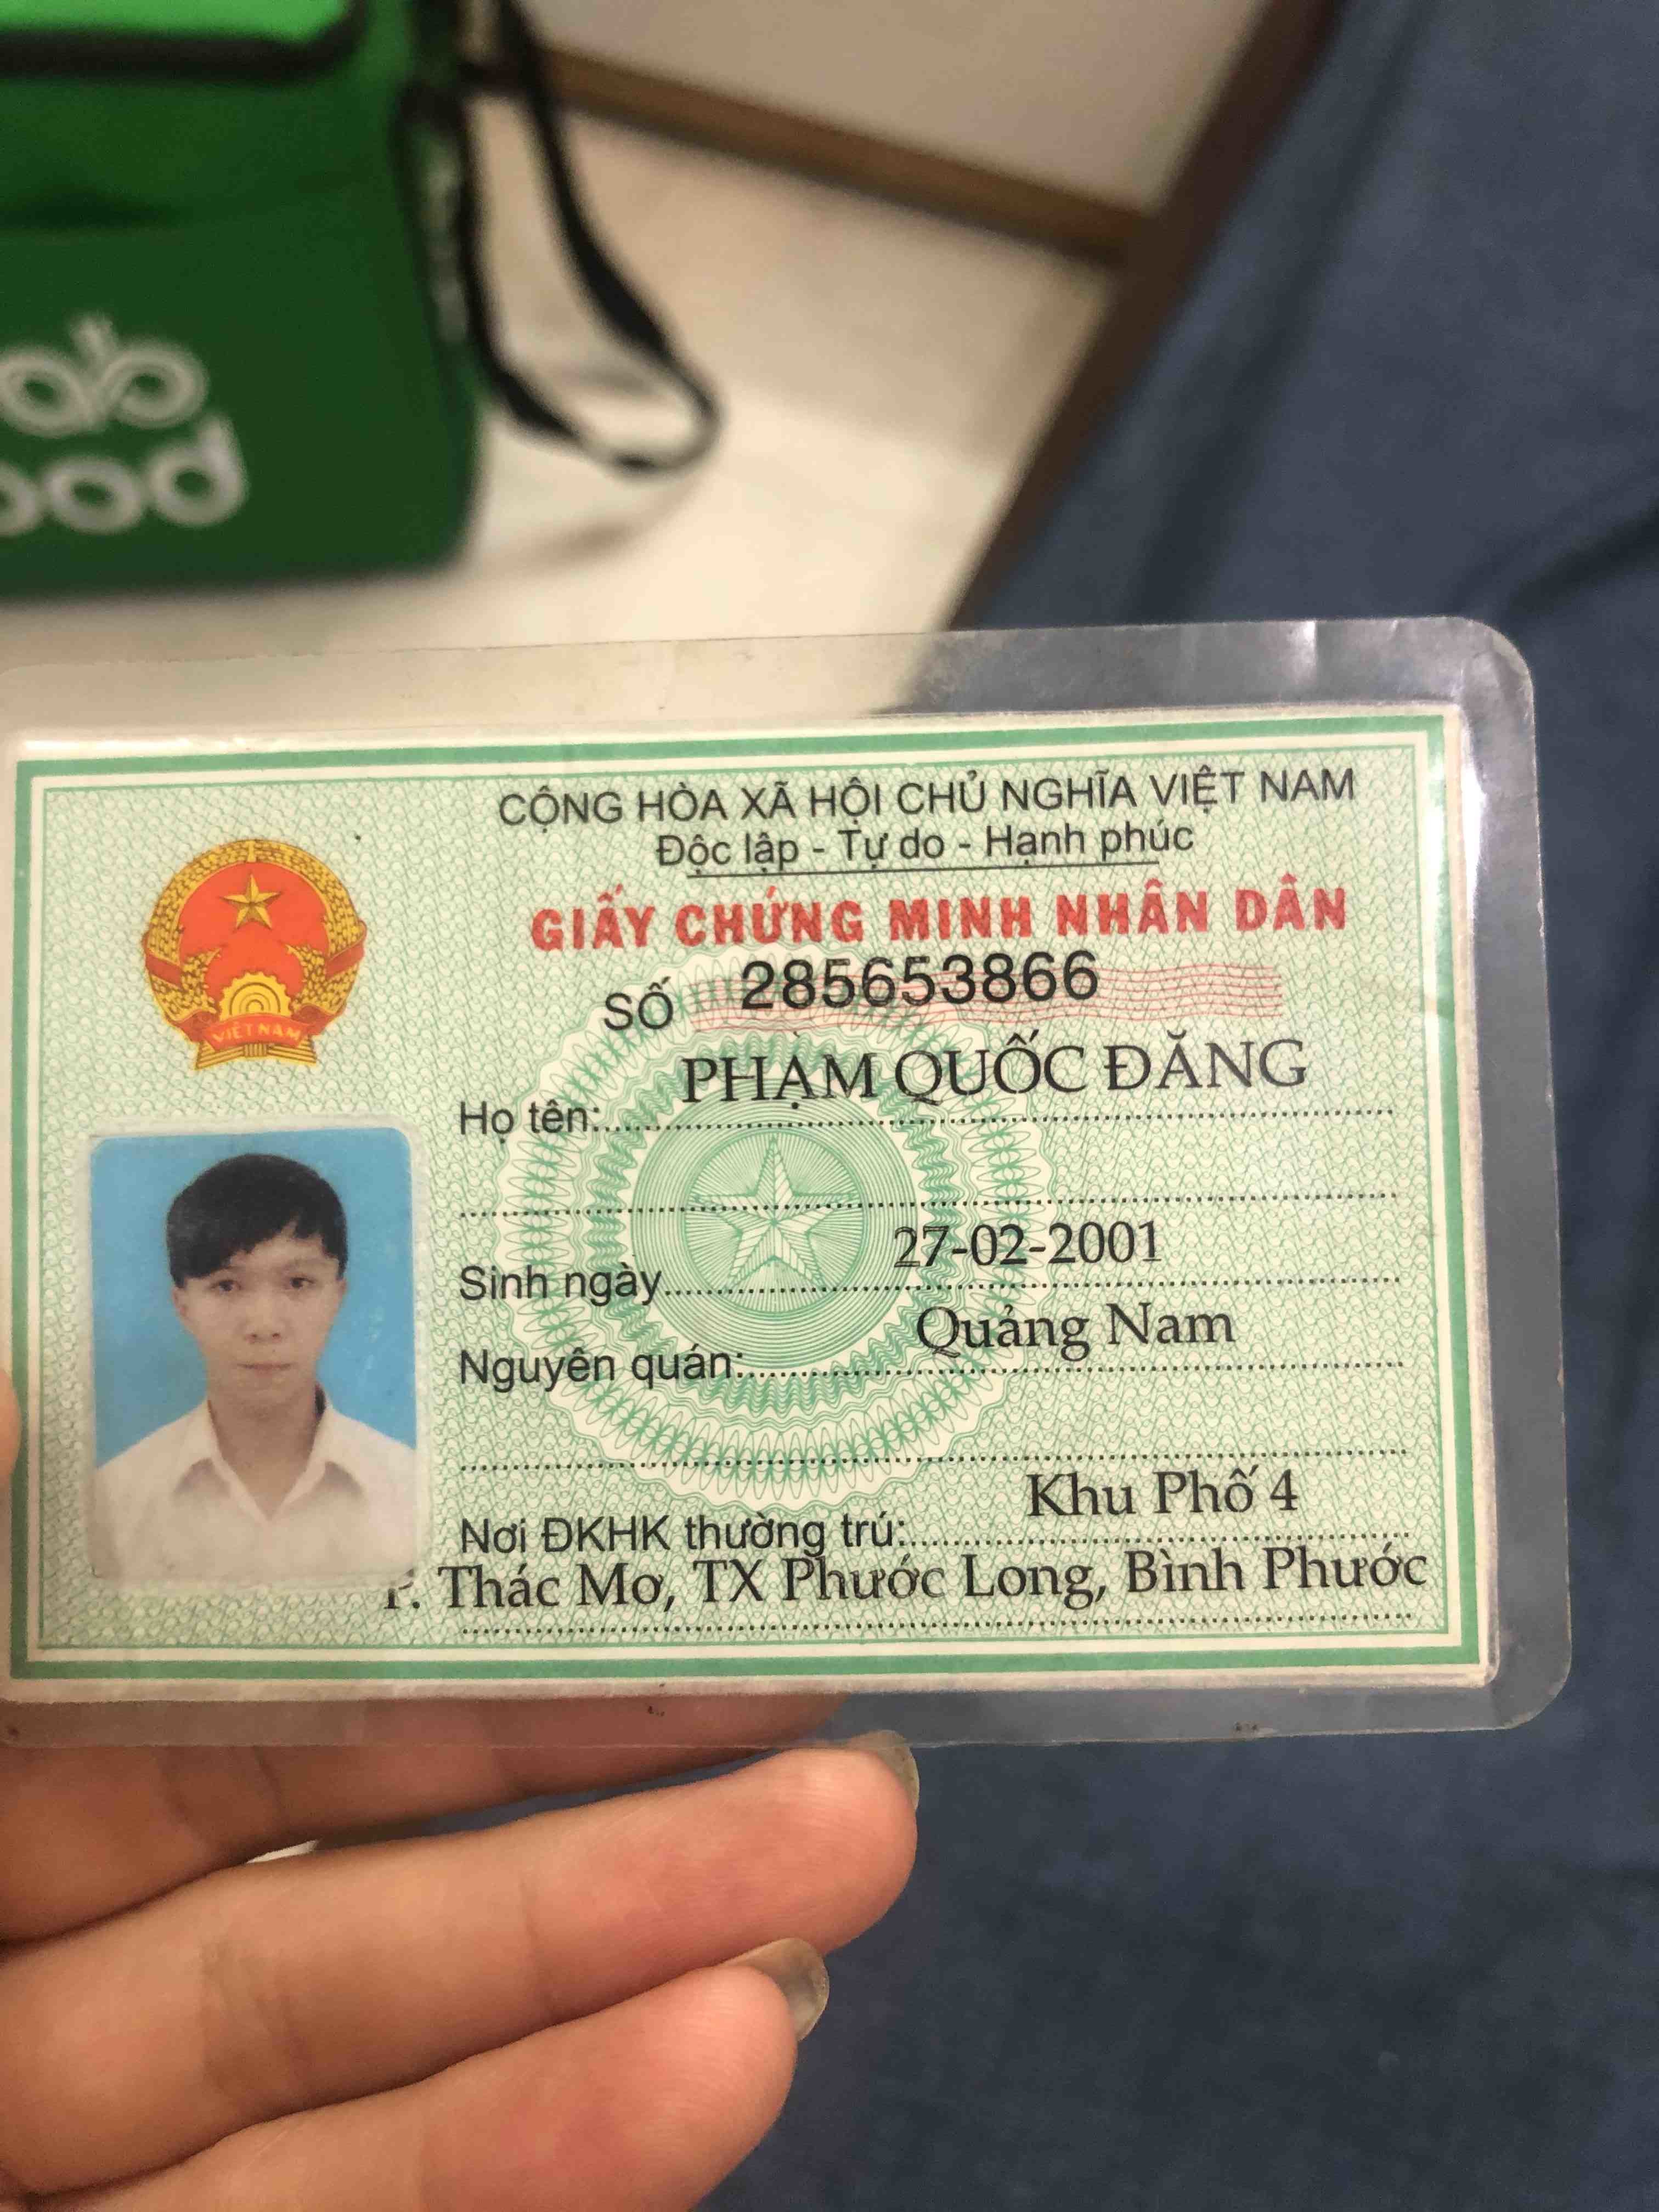 ab
ood
CỘNG HÒA XÃ HỘI CHỦ NGHĨA VIỆT NAM
Độc lập - Tự do - Hạnh phúc
GIẤY CHỨNG MINH NHÂN DÂN
SỐ 285653866
Họ tên: PHẠM QUỐC ĐĂNG
Sinh ngày 27-02-2001
Nguyên quán: Quảng Nam
Nơi ĐKHK thường trú: Khu Phố 4
P. Thác Mơ, TX Phước Long, Bình Phước
VIỆT NAM